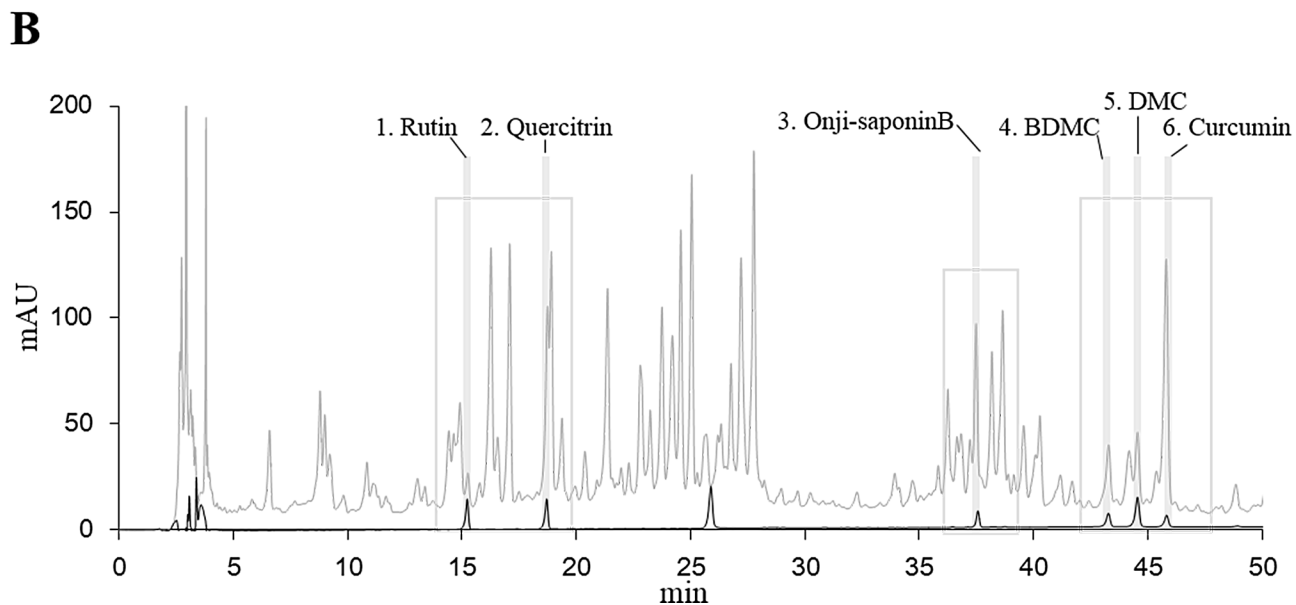 B
5. DMC
1. Rutin 2. Quercitrin 3. Onji-saponinB 4. BDMC 6. Curcumin
200
150
100
50
0
mAU
0 5 10 15 20 25 30 35 40 45 50
min